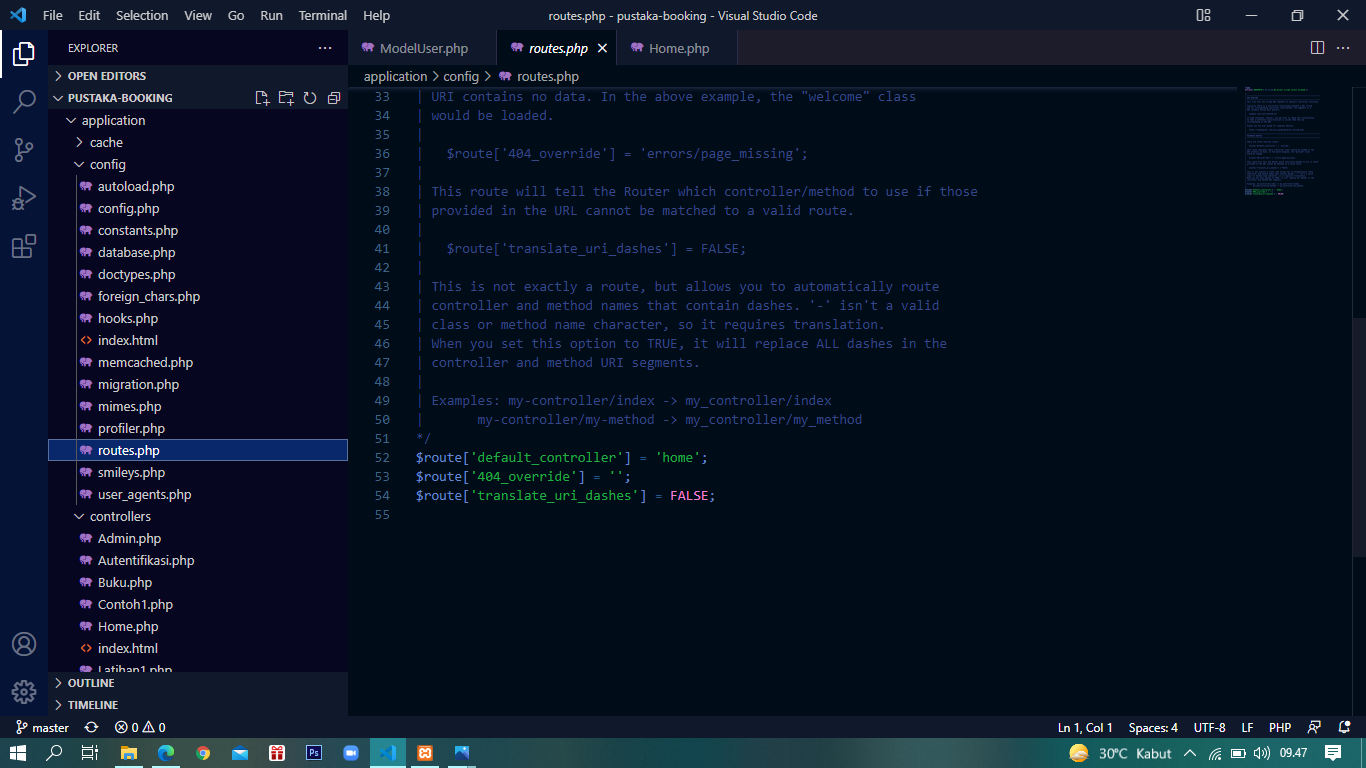 File Edit Selection View Go Run Terminal Help
routes.php - pustaka-booking - Visual Studio Code
EXPLORER
OPEN EDITORS
PUSTAKA-BOOKING
application
cache
config
autoload.php
config.php
constants.php
database.php
doctypes.php
foreign_chars.php
hooks.php
index.html
memcached.php
migration.php
mimes.php
profiler.php
routes.php
smileys.php
user_agents.php
controllers
Admin.php
Autentifikasi.php
Buku.php
Contoh1.php
Home.php
index.html
Latihan1.php
OUTLINE
TIMELINE
ModelUser.php routes.php Home.php
application > config > routes.php
33 | URI contains no data. In the above example, the "welcome" class
34 | would be loaded.
35 |
36 |   $route['404_override'] = 'errors/page_missing';
37 |
38 | This route will tell the Router which controller/method to use if those
39 | provided in the URL cannot be matched to a valid route.
40 |
41 |   $route['translate_uri_dashes'] = FALSE;
42 |
43 | This is not exactly a route, but allows you to automatically route
44 | controller and method names that contain dashes. '-' isn't a valid
45 | class or method name character, so it requires translation.
46 | When you set this option to TRUE, it will replace ALL dashes in the
47 | controller and method URI segments.
48 |
49 | Examples: my-controller/index -> my_controller/index
50 |       my-controller/my-method -> my_controller/my_method
51 */
52 $route['default_controller'] = 'home';
53 $route['404_override'] = '';
54 $route['translate_uri_dashes'] = FALSE;
55
master 0 0 Ln 1, Col 1 Spaces: 4 UTF-8 LF PHP
Ps 30°C Kabut 09.47